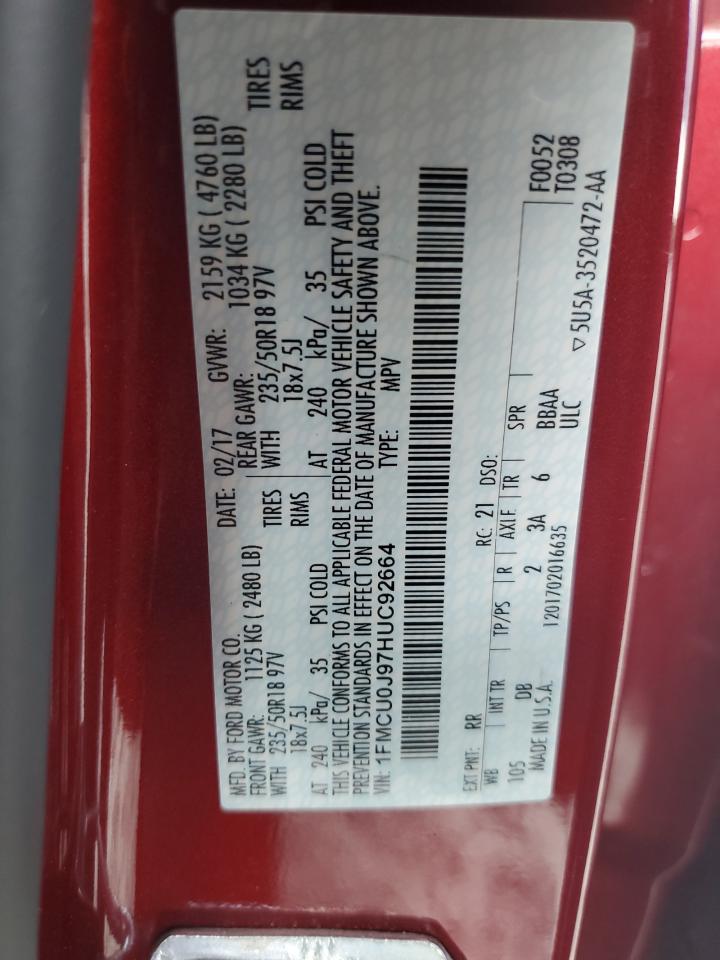 MFD. BY FORD MOTOR CO. DATE: 02/17 GVWR: 2159 KG ( 4760 LB)
FRONT GAWR: 1125 KG ( 2480 LB) REAR GAWR: 1034 KG ( 2280 LB)
WITH 235/50R18 97V TIRES WITH 235/50R18 97V TIRES
18x7.5J RIMS 18x7.5J RIMS
AT 240 kPa/ 35 PSI COLD AT 240 kPa/ 35 PSI COLD
THIS VEHICLE CONFORMS TO ALL APPLICABLE FEDERAL MOTOR VEHICLE SAFETY AND THEFT
PREVENTION STANDARDS IN EFFECT ON THE DATE OF MANUFACTURE SHOWN ABOVE.
VIN: 1FMCU0J97HUC92664 TYPE: MPV
EXT PNT: RR RC: 21 DSO:
WB INT TR TP/PS R AXLE TR SPR F0052
105 DB 2 3A 6 BBAA T0308
MADE IN U.S.A. 1201702016635 ULC
▽5U5A-3520472-AA